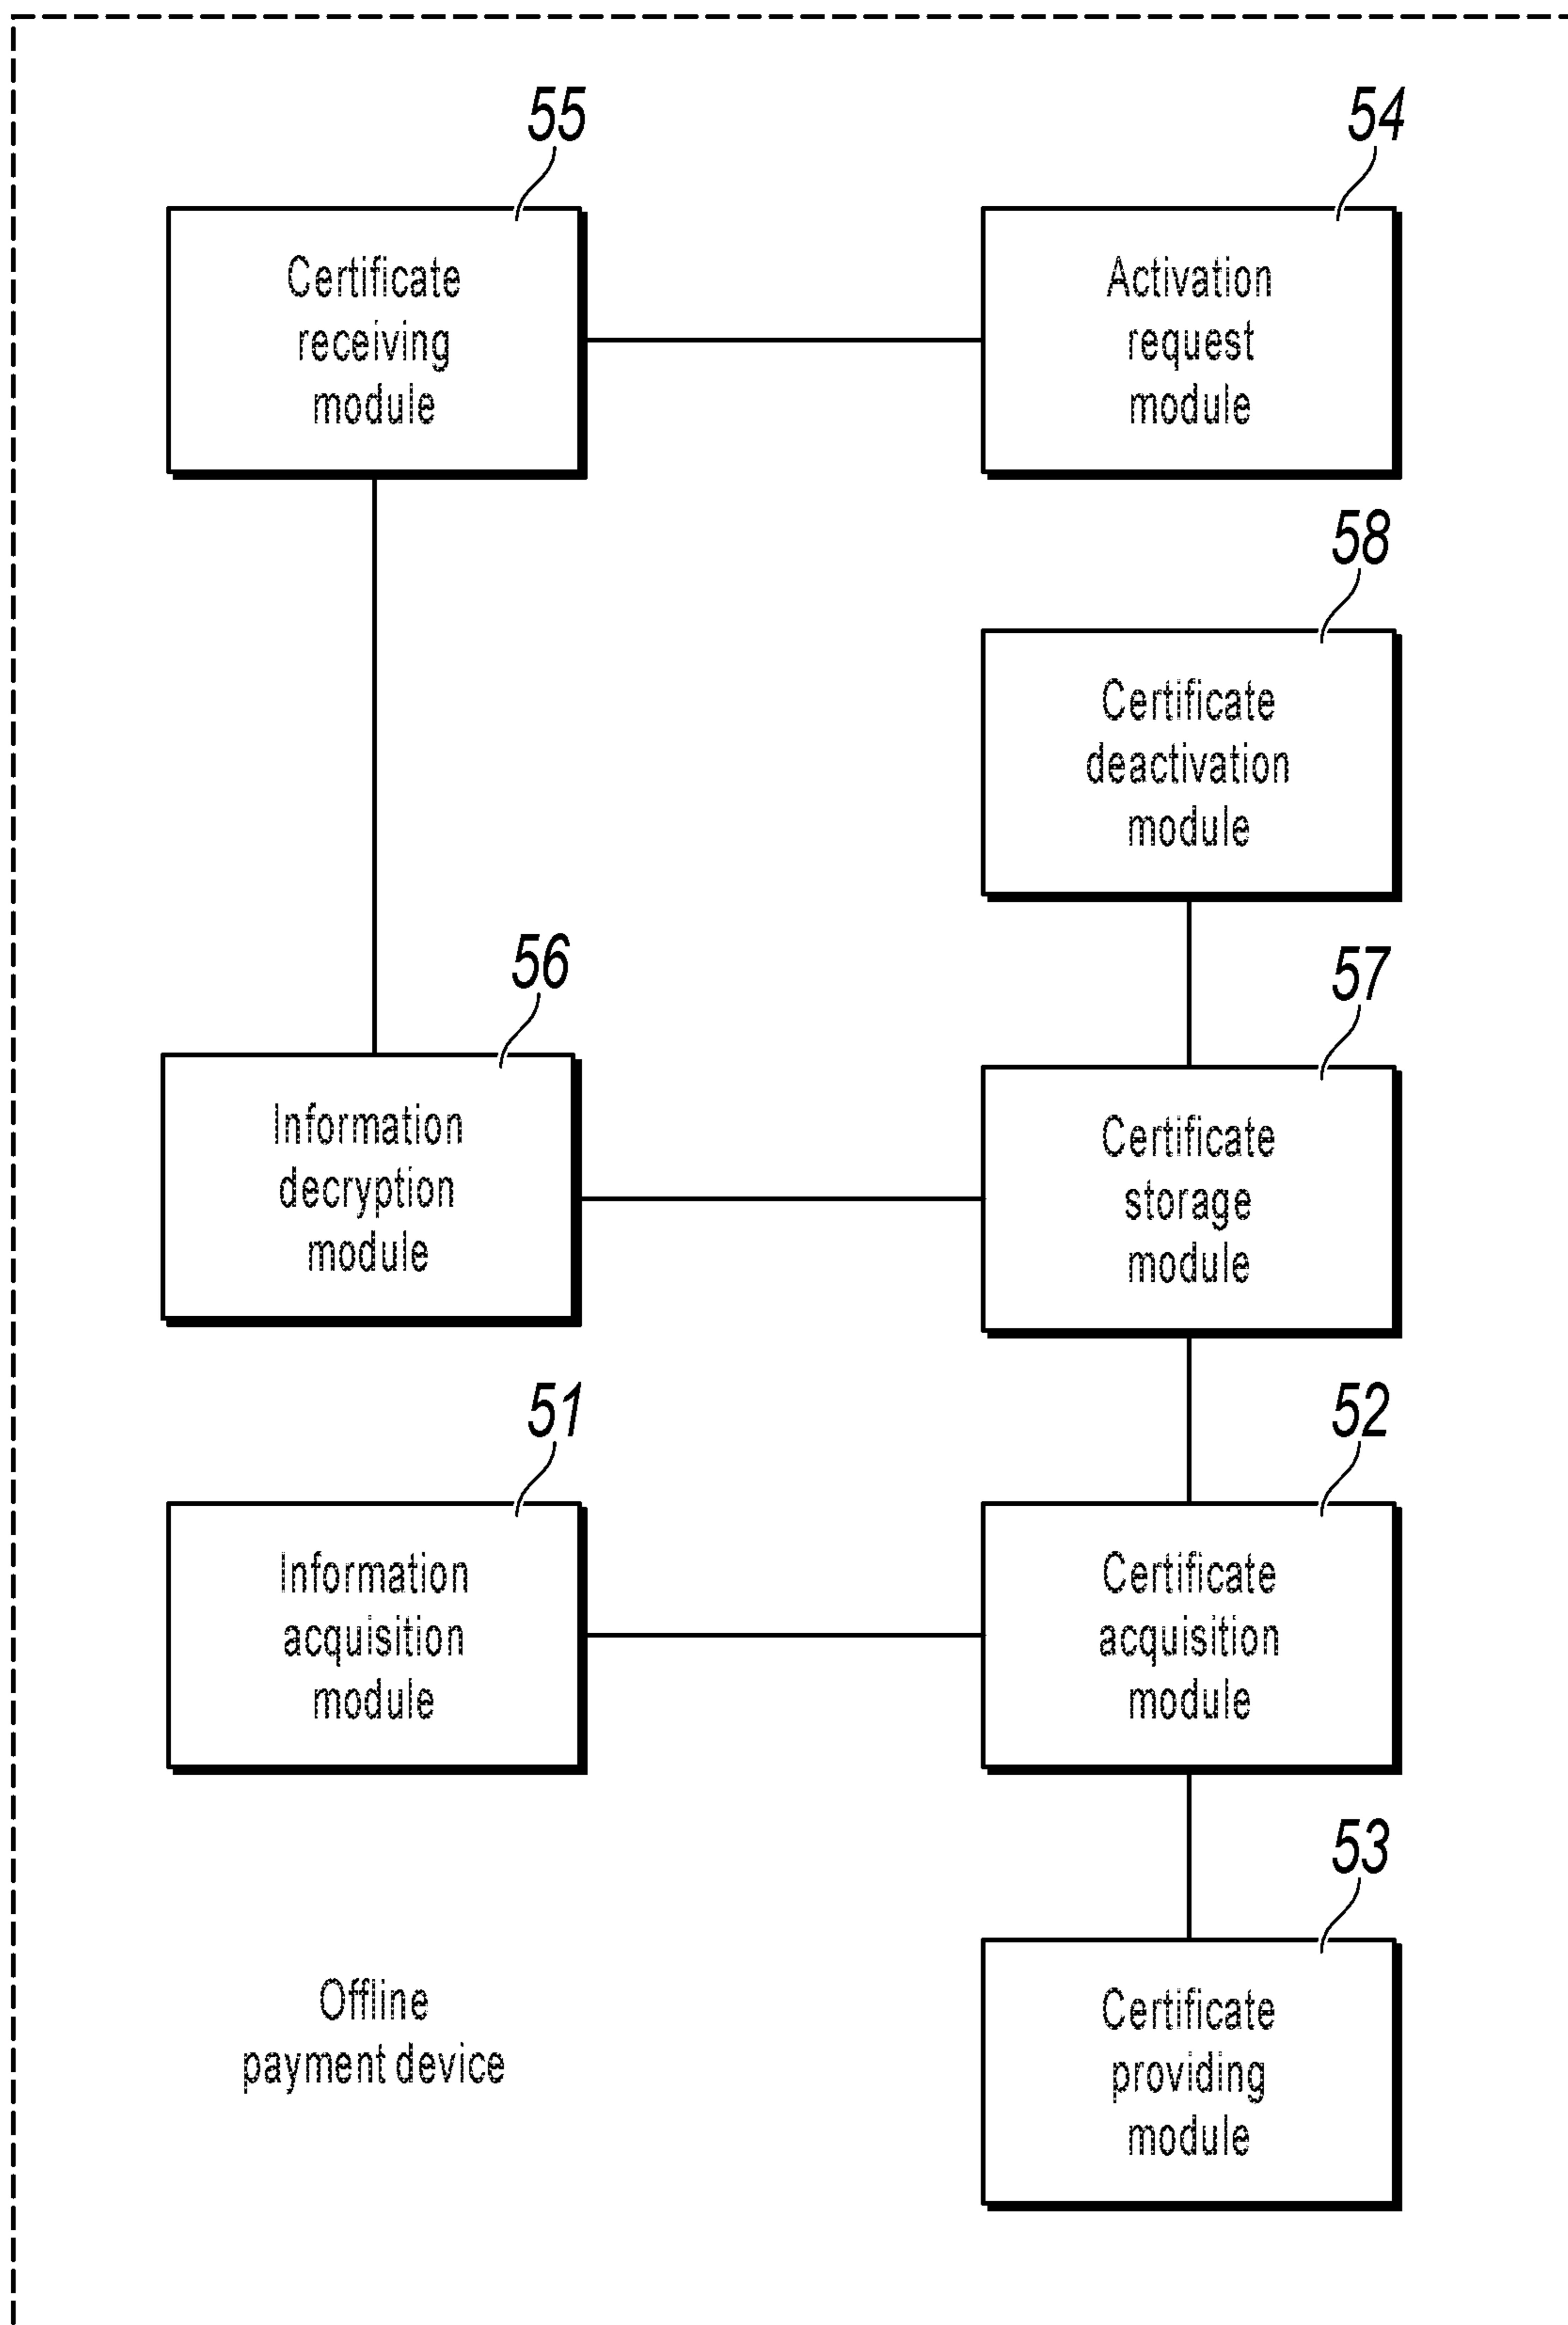 55
Certificate
receiving
module
54
Activation
request
module
58
Certificate
deactivation
module
56
Information
decryption
module
57
Certificate
storage
module
51
Information
acquisition
module
52
Certificate
acquisition
module
53
Certificate
providing
module
Offline
payment device